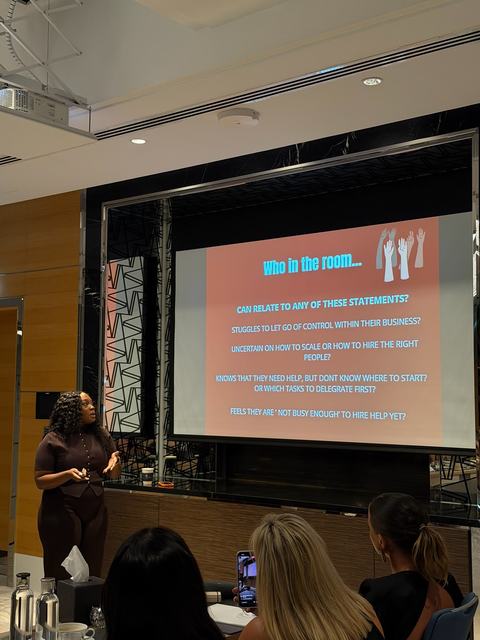 Who in the room...
CAN RELATE TO ANY OF THESE STATEMENTS?
STUGGLES TO LET GO OF CONTROL WITHIN THEIR BUSINESS?
UNCERTAIN ON HOW TO SCALE OR HOW TO HIRE THE RIGHT
PEOPLE?
KNOWS THAT THEY NEED HELP, BUT DONT KNOW WHERE TO START?
OR WHICH TASKS TO DELEGRATE FIRST?
FEELS THEY ARE ' NOT BUSY ENOUGH' TO HIRE HELP YET?